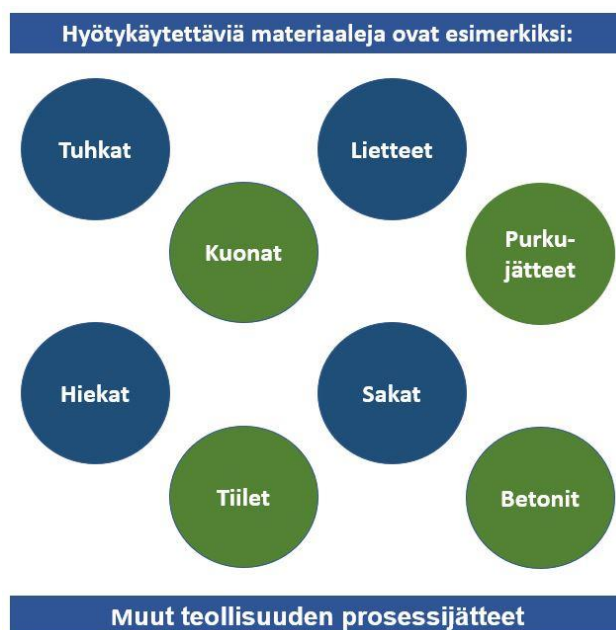 Hyötykäytettäviä materiaaleja ovat esimerkiksi:
Tuhkat
Lietteet
Kuonat
Purku-
jätteet
Hiekat
Sakat
Tiilet
Betonit
Muut teollisuuden prosessijätteet